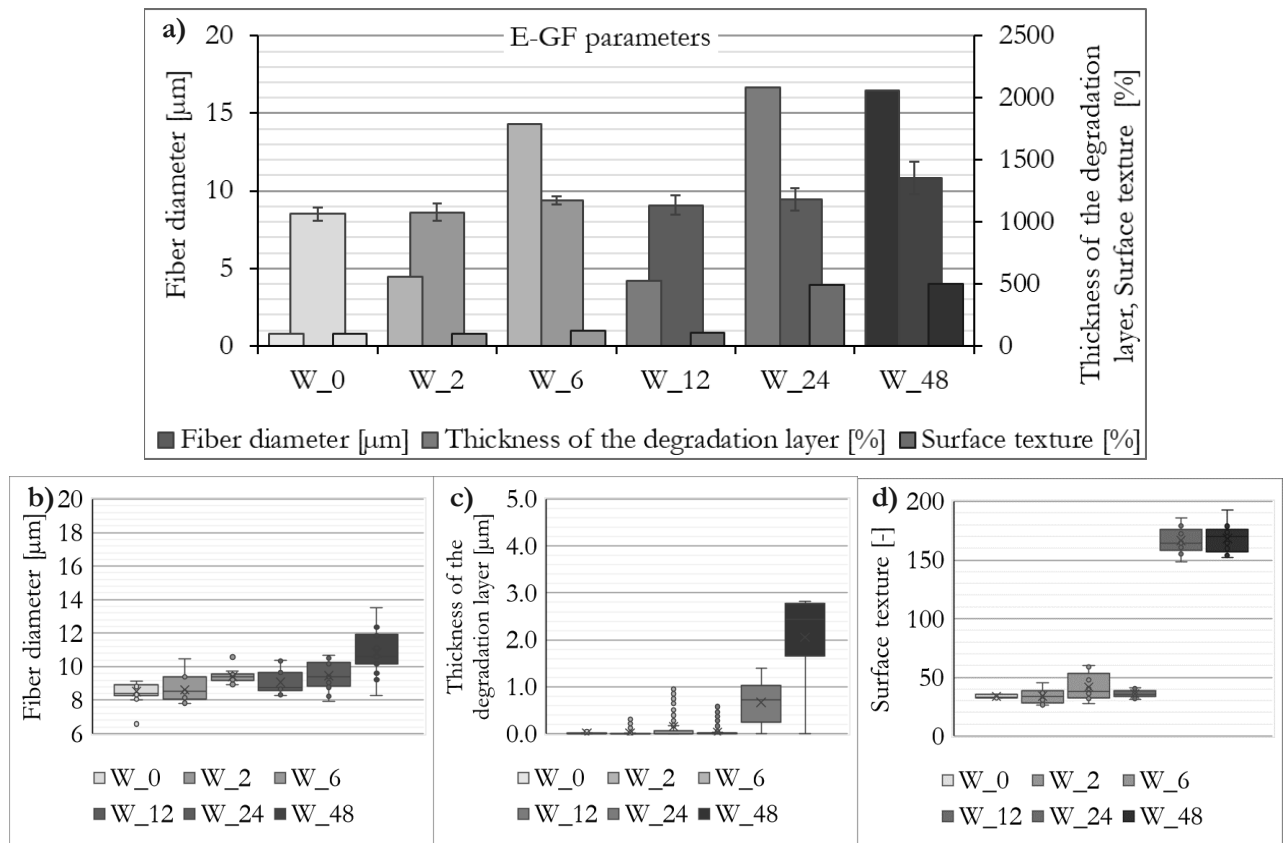 a)
E-GF parameters
Fiber diameter [μm]
20
15
10
5
0
2500
2000
1500
1000
500
0
Thickness of the degradation
layer, Surface texture [%]
W_0 W_2 W_6 W_12 W_24 W_48
Fiber diameter [μm] Thickness of the degradation layer [%] Surface texture [%]
b)
Fiber diameter [μm]
20
18
16
14
12
10
8
6
W_0 W_2 W_6
W_12 W_24 W_48
c)
Thickness of the
degradation layer [μm]
5.0
4.0
3.0
2.0
1.0
0.0
W_0 W_2 W_6
W_12 W_24 W_48
d)
Surface texture [-]
200
150
100
50
0
W_0 W_2 W_6
W_12 W_24 W_48